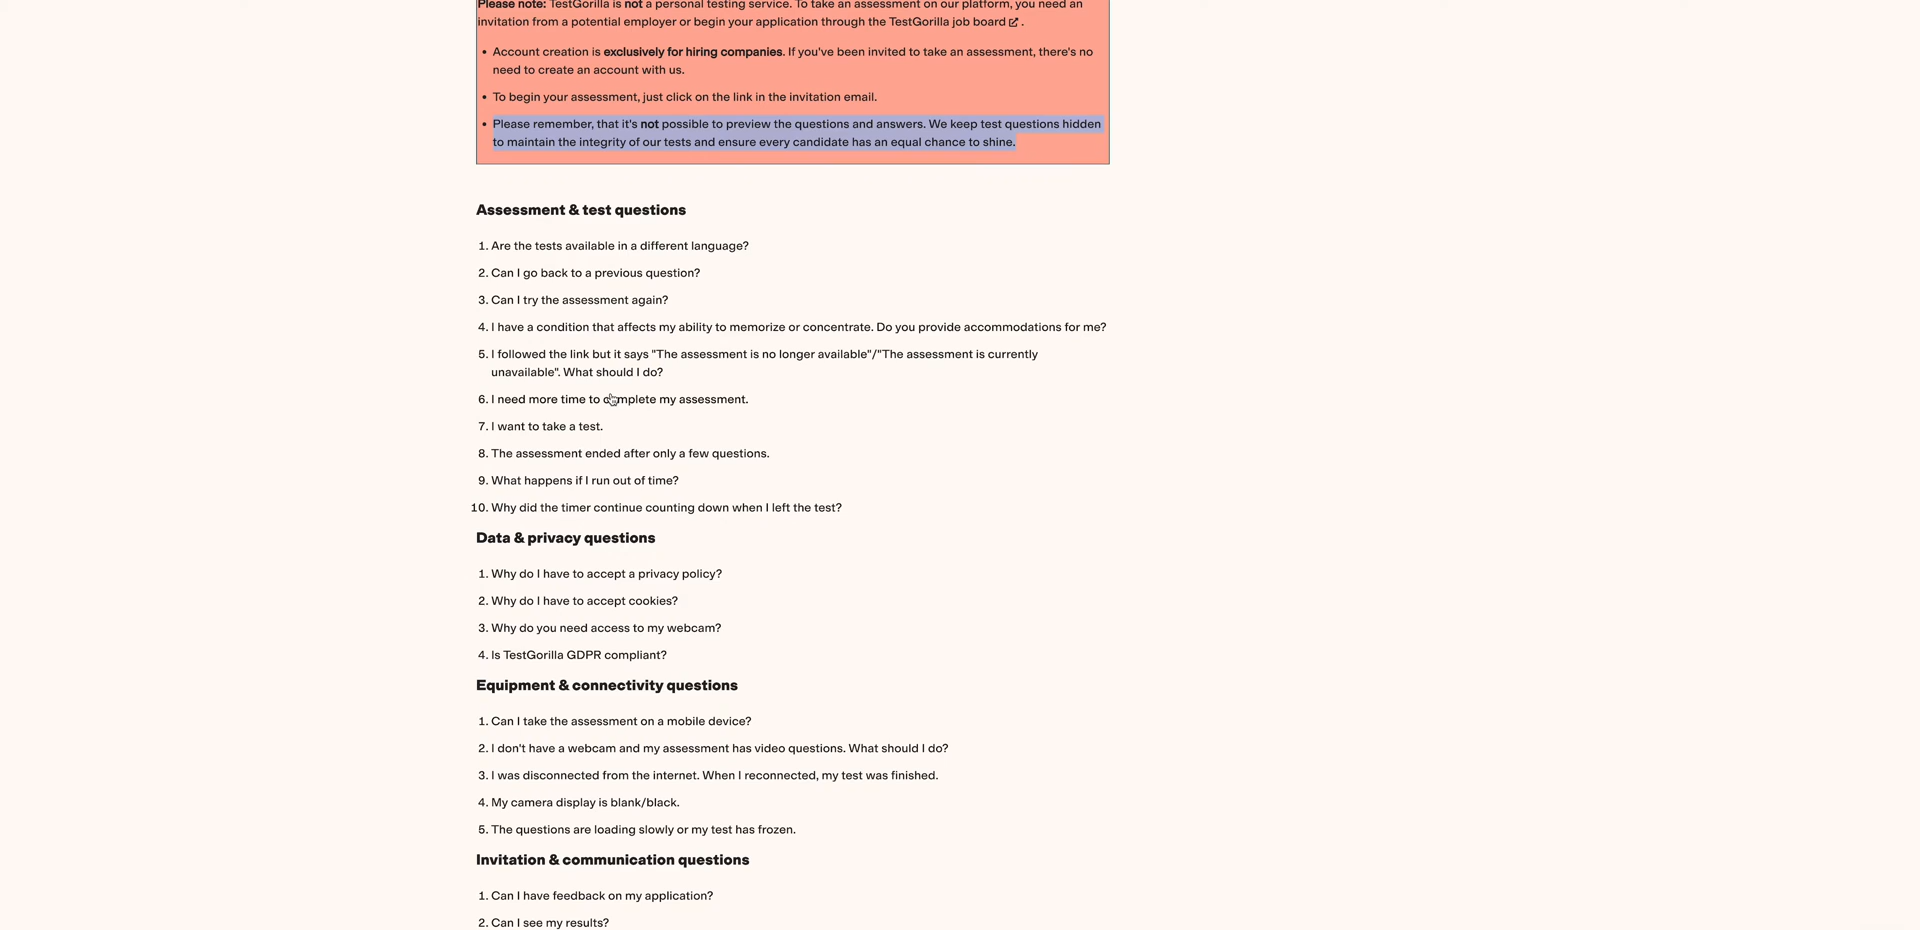 Please note: TestGorilla is not a personal testing service. To take an assessment on our platform, you need an
invitation from a potential employer or begin your application through the TestGorilla job board .
• Account creation is exclusively for hiring companies. If you've been invited to take an assessment, there's no
need to create an account with us.
• To begin your assessment, just click on the link in the invitation email.
• Please remember, that it's not possible to preview the questions and answers. We keep test questions hidden
to maintain the integrity of our tests and ensure every candidate has an equal chance to shine.
Assessment & test questions
1. Are the tests available in a different language?
2. Can I go back to a previous question?
3. Can I try the assessment again?
4. I have a condition that affects my ability to memorize or concentrate. Do you provide accommodations for me?
5. I followed the link but it says "The assessment is no longer available"/"The assessment is currently
unavailable". What should I do?
6. I need more time to complete my assessment.
7. I want to take a test.
8. The assessment ended after only a few questions.
9. What happens if I run out of time?
10. Why did the timer continue counting down when I left the test?
Data & privacy questions
1. Why do I have to accept a privacy policy?
2. Why do I have to accept cookies?
3. Why do you need access to my webcam?
4. Is TestGorilla GDPR compliant?
Equipment & connectivity questions
1. Can I take the assessment on a mobile device?
2. I don't have a webcam and my assessment has video questions. What should I do?
3. I was disconnected from the internet. When I reconnected, my test was finished.
4. My camera display is blank/black.
5. The questions are loading slowly or my test has frozen.
Invitation & communication questions
1. Can I have feedback on my application?
2. Can I see my results?